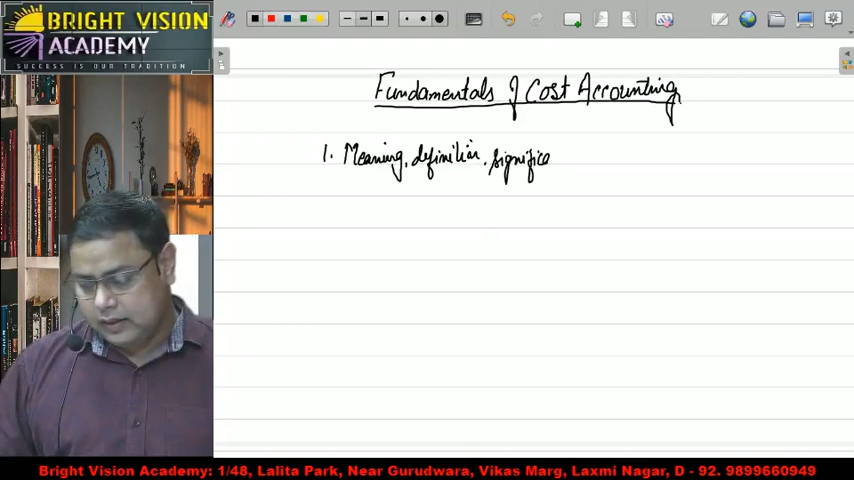 BRIGHT VISION
ACADEMY
SUCCESS IS OUR TRADITION
Fundamentals of Cost Accounting
1. Meaning, definition, significa
Bright Vision Academy: 1/48, Lalita Park, Near Gurudwara, Vikas Marg, Laxmi Nagar, D - 92. 9899660949